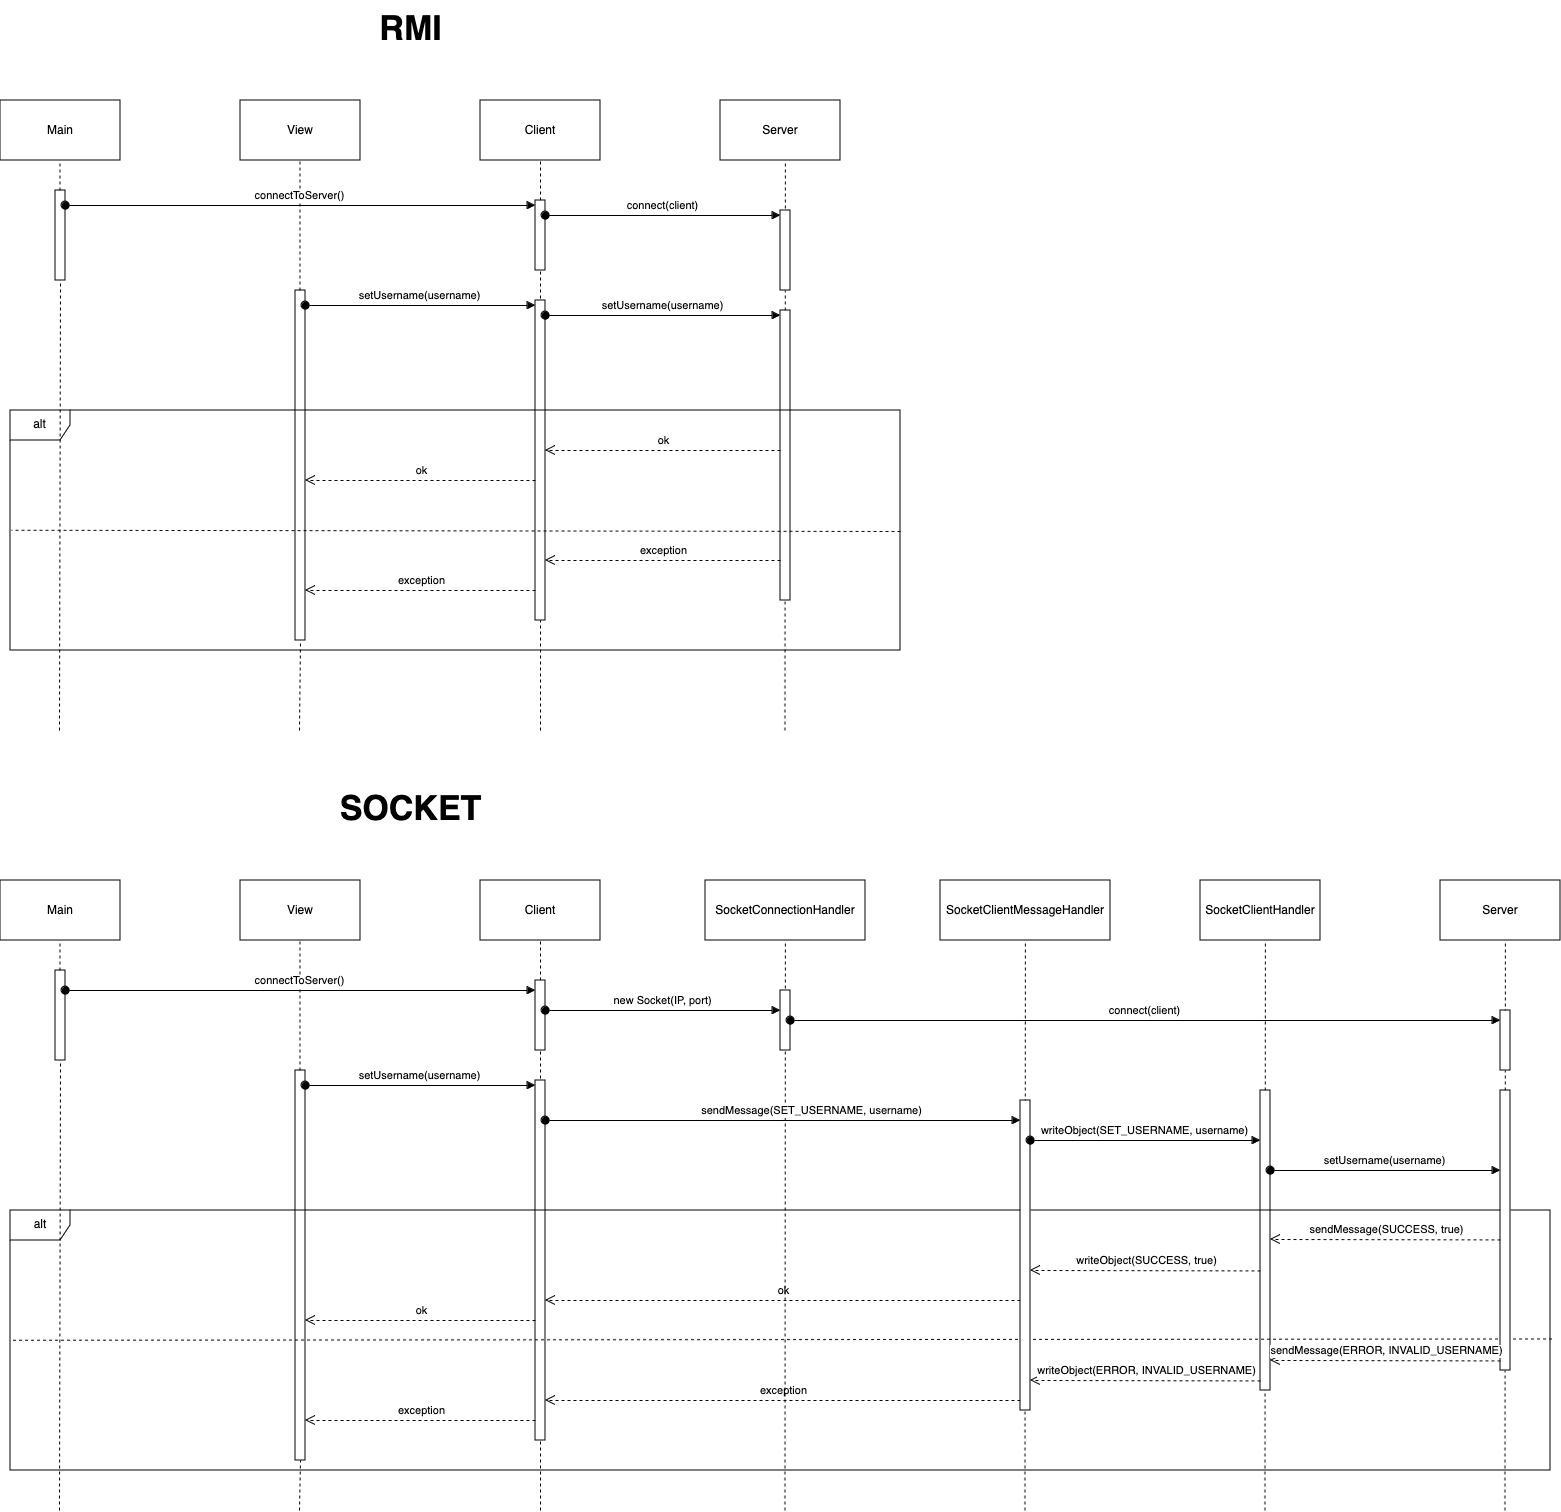 RMI
Main
View
Client
Server
connectToServer()
connect(client)
setUsername(username)
setUsername(username)
alt
ok
ok
exception
exception
SOCKET
Main
View
Client
SocketConnectionHandler
SocketClientMessageHandler
SocketClientHandler
Server
connectToServer()
new Socket(IP, port)
connect(client)
setUsername(username)
sendMessage(SET_USERNAME, username)
writeObject(SET_USERNAME, username)
setUsername(username)
alt
sendMessage(SUCCESS, true)
writeObject(SUCCESS, true)
ok
ok
sendMessage(ERROR, INVALID_USERNAME)
writeObject(ERROR, INVALID_USERNAME)
exception
exception